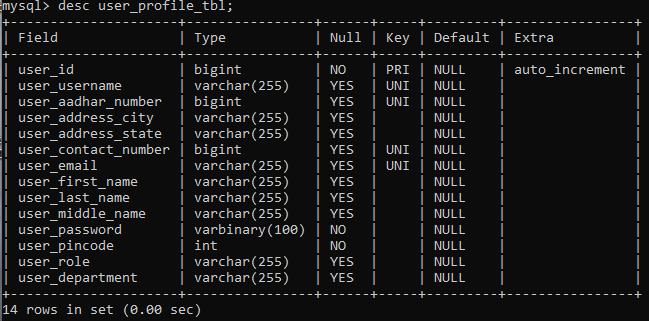 mysql> desc user_profile_tbl;
+---------------------+----------------+------+-----+---------+----------------+
| Field               | Type           | Null | Key | Default | Extra          |
+---------------------+----------------+------+-----+---------+----------------+
| user_id             | bigint         | NO   | PRI | NULL    | auto_increment |
| user_username       | varchar(255)   | YES  | UNI | NULL    |                |
| user_aadhar_number  | bigint         | YES  | UNI | NULL    |                |
| user_address_city   | varchar(255)   | YES  |     | NULL    |                |
| user_address_state  | varchar(255)   | YES  |     | NULL    |                |
| user_contact_number | bigint         | YES  | UNI | NULL    |                |
| user_email          | varchar(255)   | YES  | UNI | NULL    |                |
| user_first_name     | varchar(255)   | YES  |     | NULL    |                |
| user_last_name      | varchar(255)   | YES  |     | NULL    |                |
| user_middle_name    | varchar(255)   | YES  |     | NULL    |                |
| user_password       | varbinary(100) | NO   |     | NULL    |                |
| user_pincode        | int            | NO   |     | NULL    |                |
| user_role           | varchar(255)   | YES  |     | NULL    |                |
| user_department     | varchar(255)   | YES  |     | NULL    |                |
+---------------------+----------------+------+-----+---------+----------------+
14 rows in set (0.00 sec)